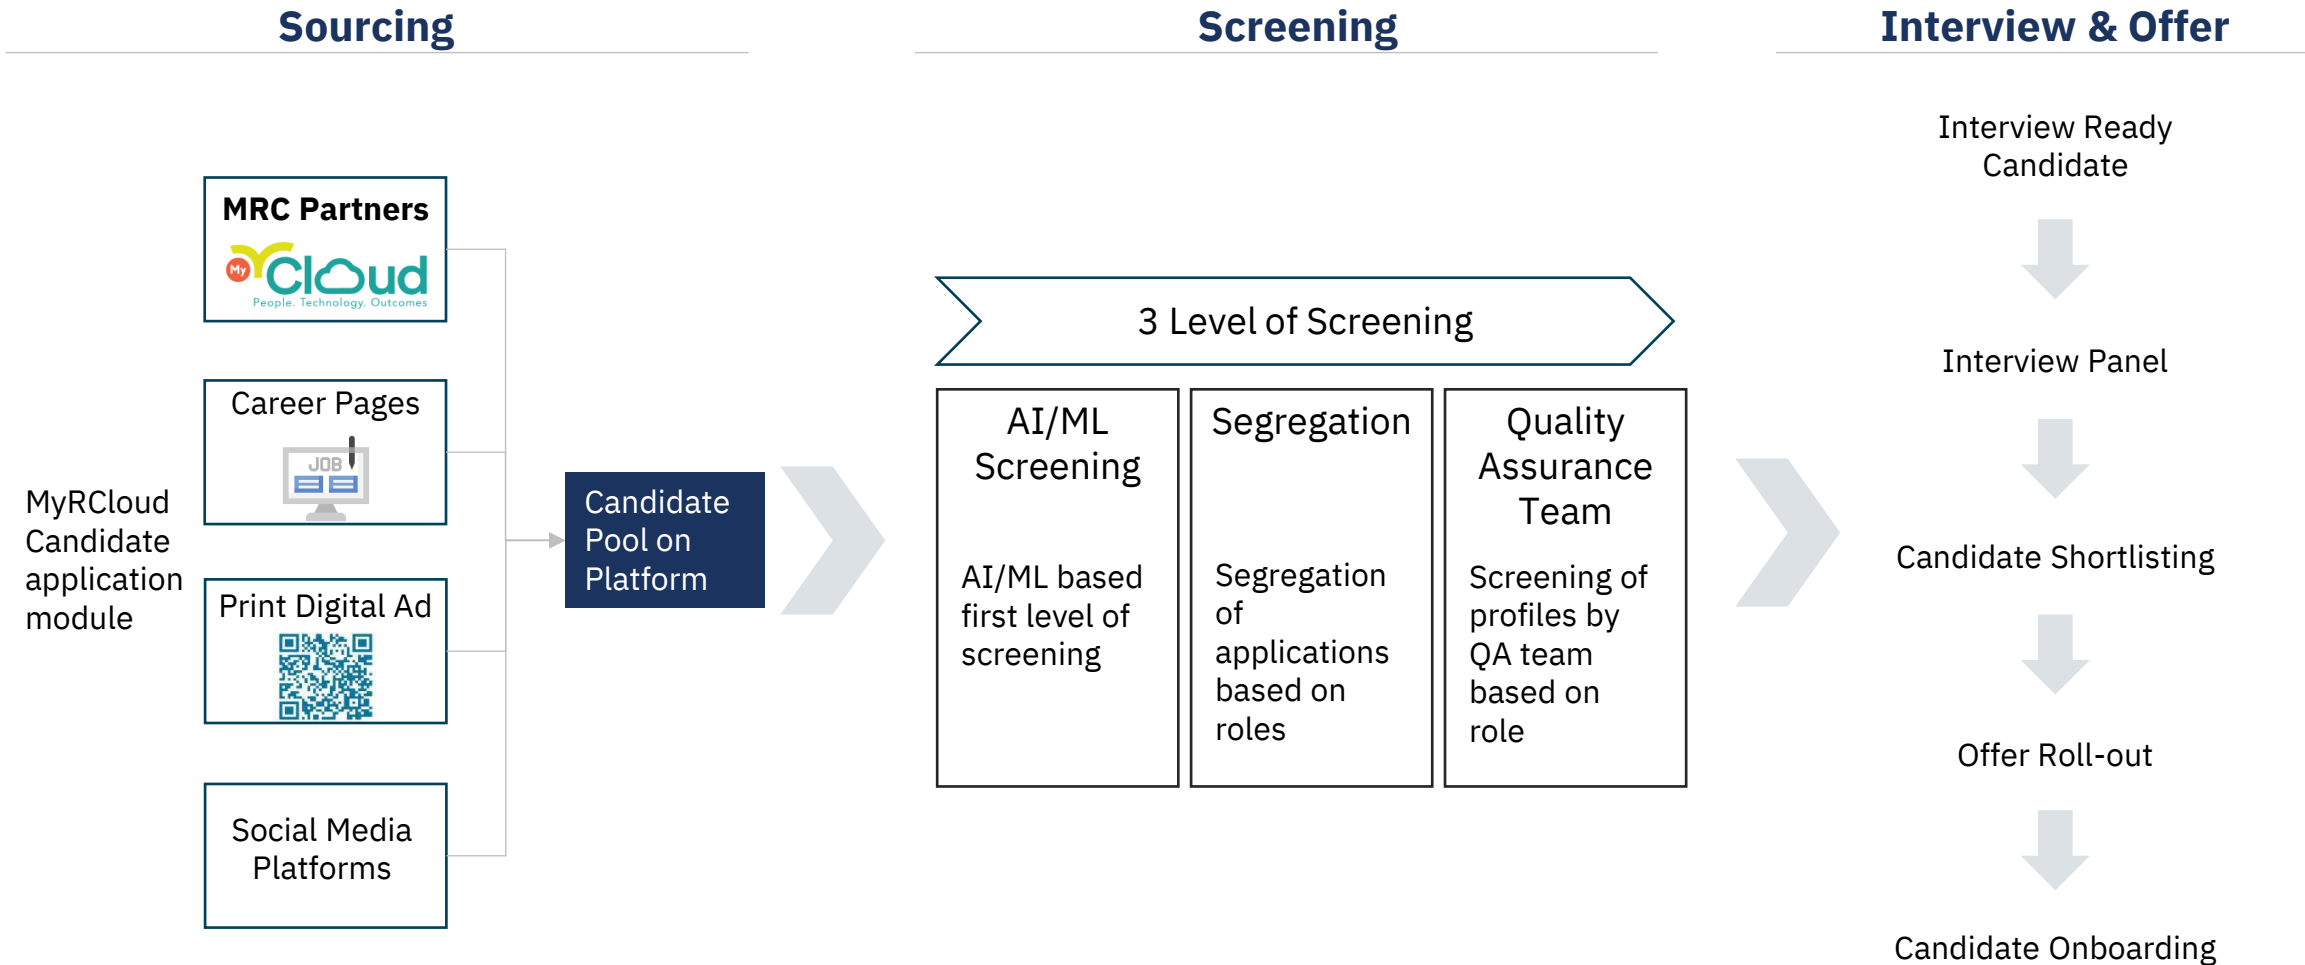 Sourcing
Screening
Interview & Offer
MyRCloud
Candidate
application
module
MRC Partners
My
rCloud
People. Technology. Outcomes
Career Pages
JOB
Print Digital Ad
Social Media
Platforms
Candidate
Pool on
Platform
3 Level of Screening
AI/ML
Screening
AI/ML based
first level of
screening
Segregation
Segregation
of
applications
based on
roles
Quality
Assurance
Team
Screening of
profiles by
QA team
based on
role
Interview Ready
Candidate
Interview Panel
Candidate Shortlisting
Offer Roll-out
Candidate Onboarding